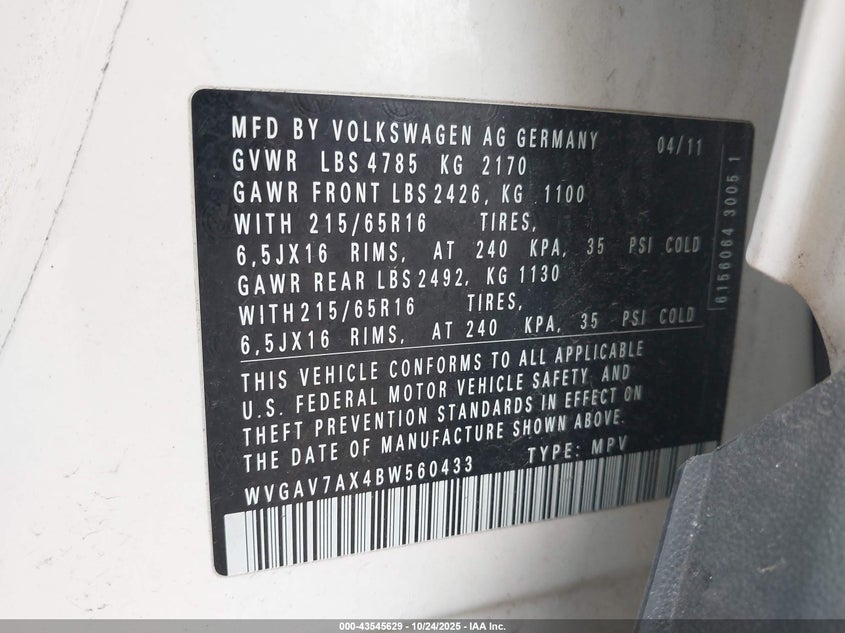 MFD BY VOLKSWAGEN AG GERMANY 04/11
GVWR LBS 4785 KG 2170
GAWR FRONT LBS 2426, KG 1100
WITH 215/65R16 TIRES,
6,5JX16 RIMS, AT 240 KPA, 35 PSI COLD
GAWR REAR LBS 2492, KG 1130
WITH 215/65R16 TIRES,
6,5JX16 RIMS, AT 240 KPA, 35 PSI COLD
THIS VEHICLE CONFORMS TO ALL APPLICABLE
U.S. FEDERAL MOTOR VEHICLE SAFETY, AND
THEFT PREVENTION STANDARDS IN EFFECT ON
THE DATE OF MANUFACTURE SHOWN ABOVE.
WVGAV7AX4BW560433 TYPE: MPV
6156064 3005 1
000-43545629 - 10/24/2025 - IAA Inc.